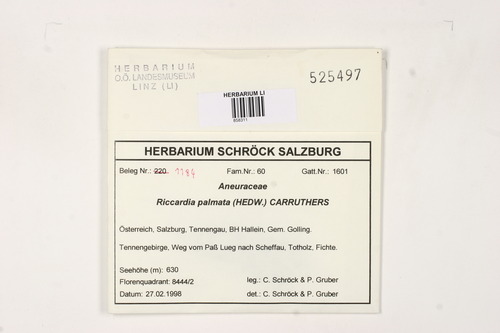 HERBARIUM
O.Ö. LANDESMUSEUM
LINZ (LI)
525497
HERBARIUM LI
858311
HERBARIUM SCHRÖCK SALZBURG
Beleg Nr.: 220 1184 Fam.Nr.: 60 Gatt.Nr.: 1601
Aneuraceae
Riccardia palmata (HEDW.) CARRUTHERS
Österreich, Salzburg, Tennengau, BH Hallein, Gem. Golling.
Tennengebirge, Weg vom Paß Lueg nach Scheffau, Totholz, Fichte.
Seehöhe (m): 630
Florenquadrant: 8444/2 leg.: C. Schröck & P. Gruber
Datum: 27.02.1998 det.: C. Schröck & P. Gruber